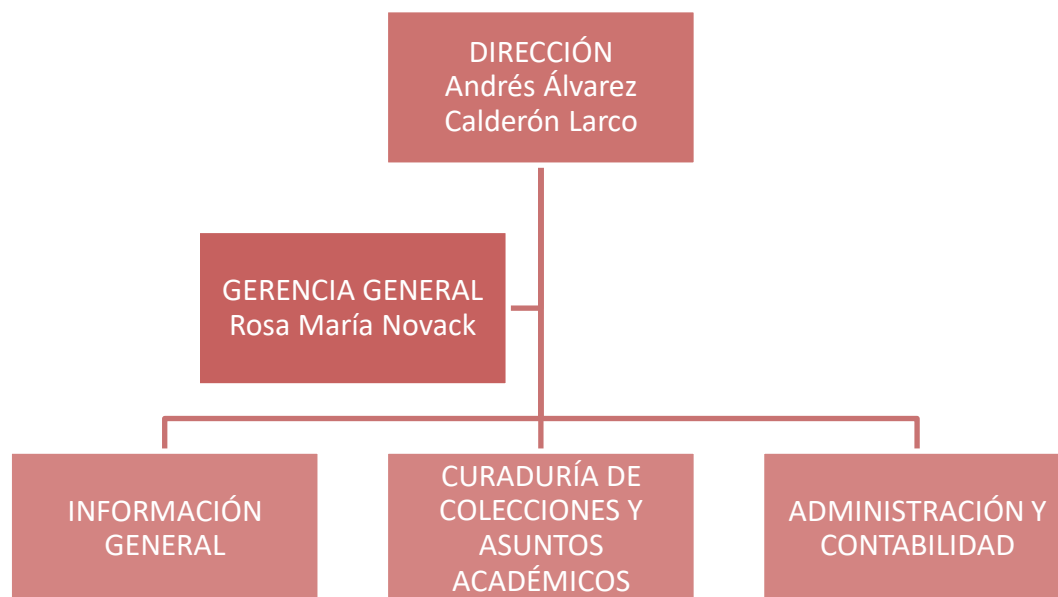 DIRECCIÓN
Andrés Álvarez
Calderón Larco
GERENCIA GENERAL
Rosa María Novack
INFORMACIÓN
GENERAL
CURADURÍA DE
COLECCIONES Y
ASUNTOS
ACADÉMICOS
ADMINISTRACIÓN Y
CONTABILIDAD